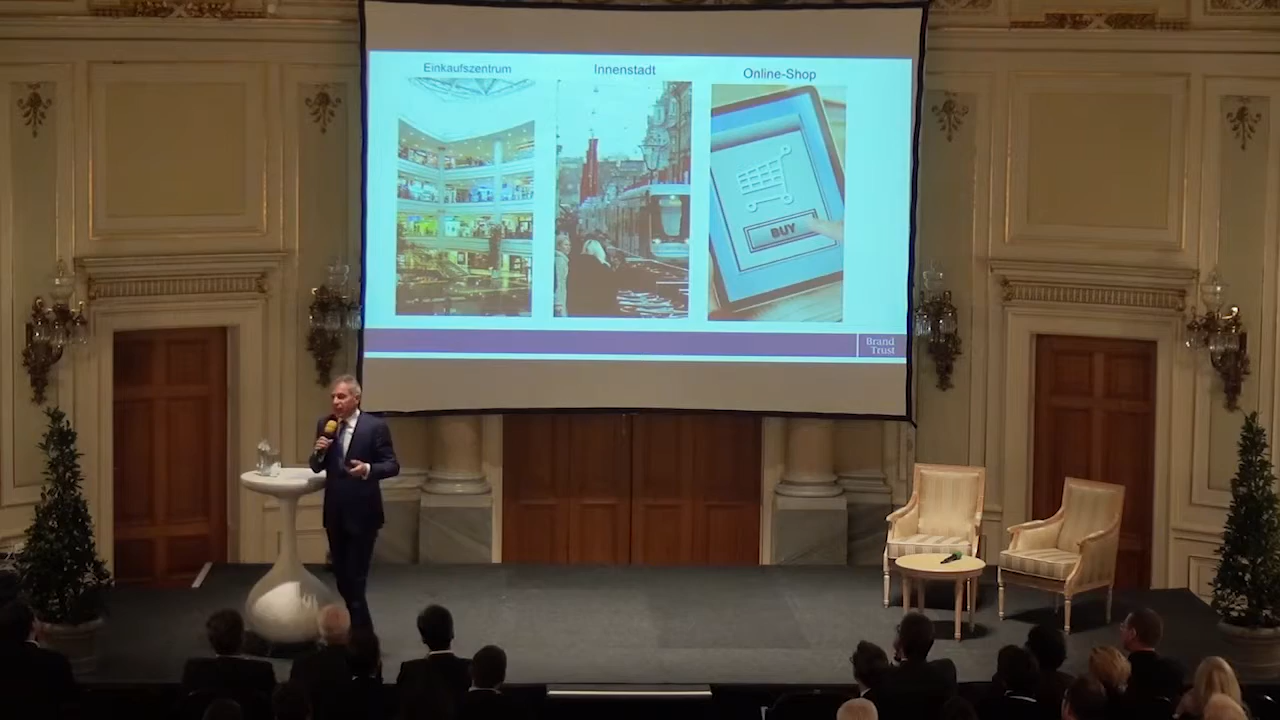 Einkaufszentrum
Innenstadt
Online-Shop
BUY
Brand
Trust